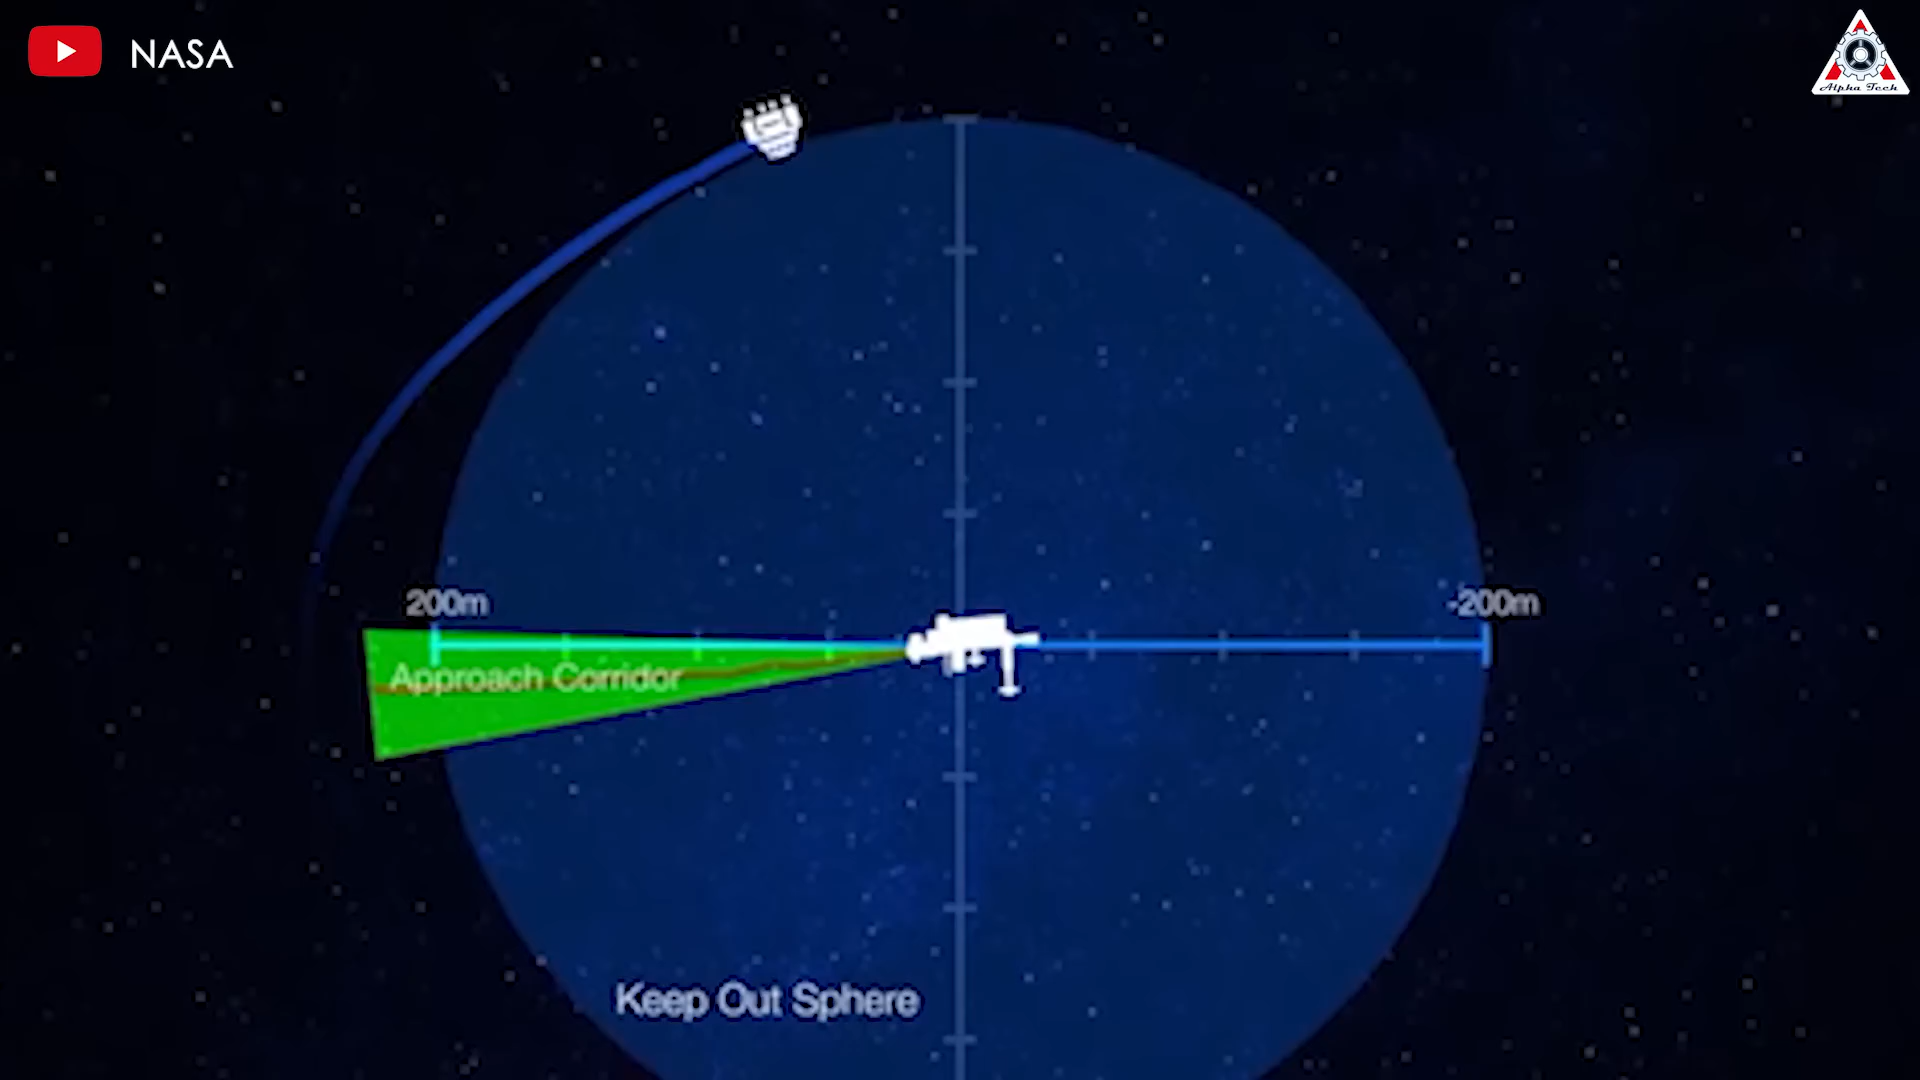 NASA
Alpha Tech
200m
-200m
Approach Corridor
Keep Out Sphere